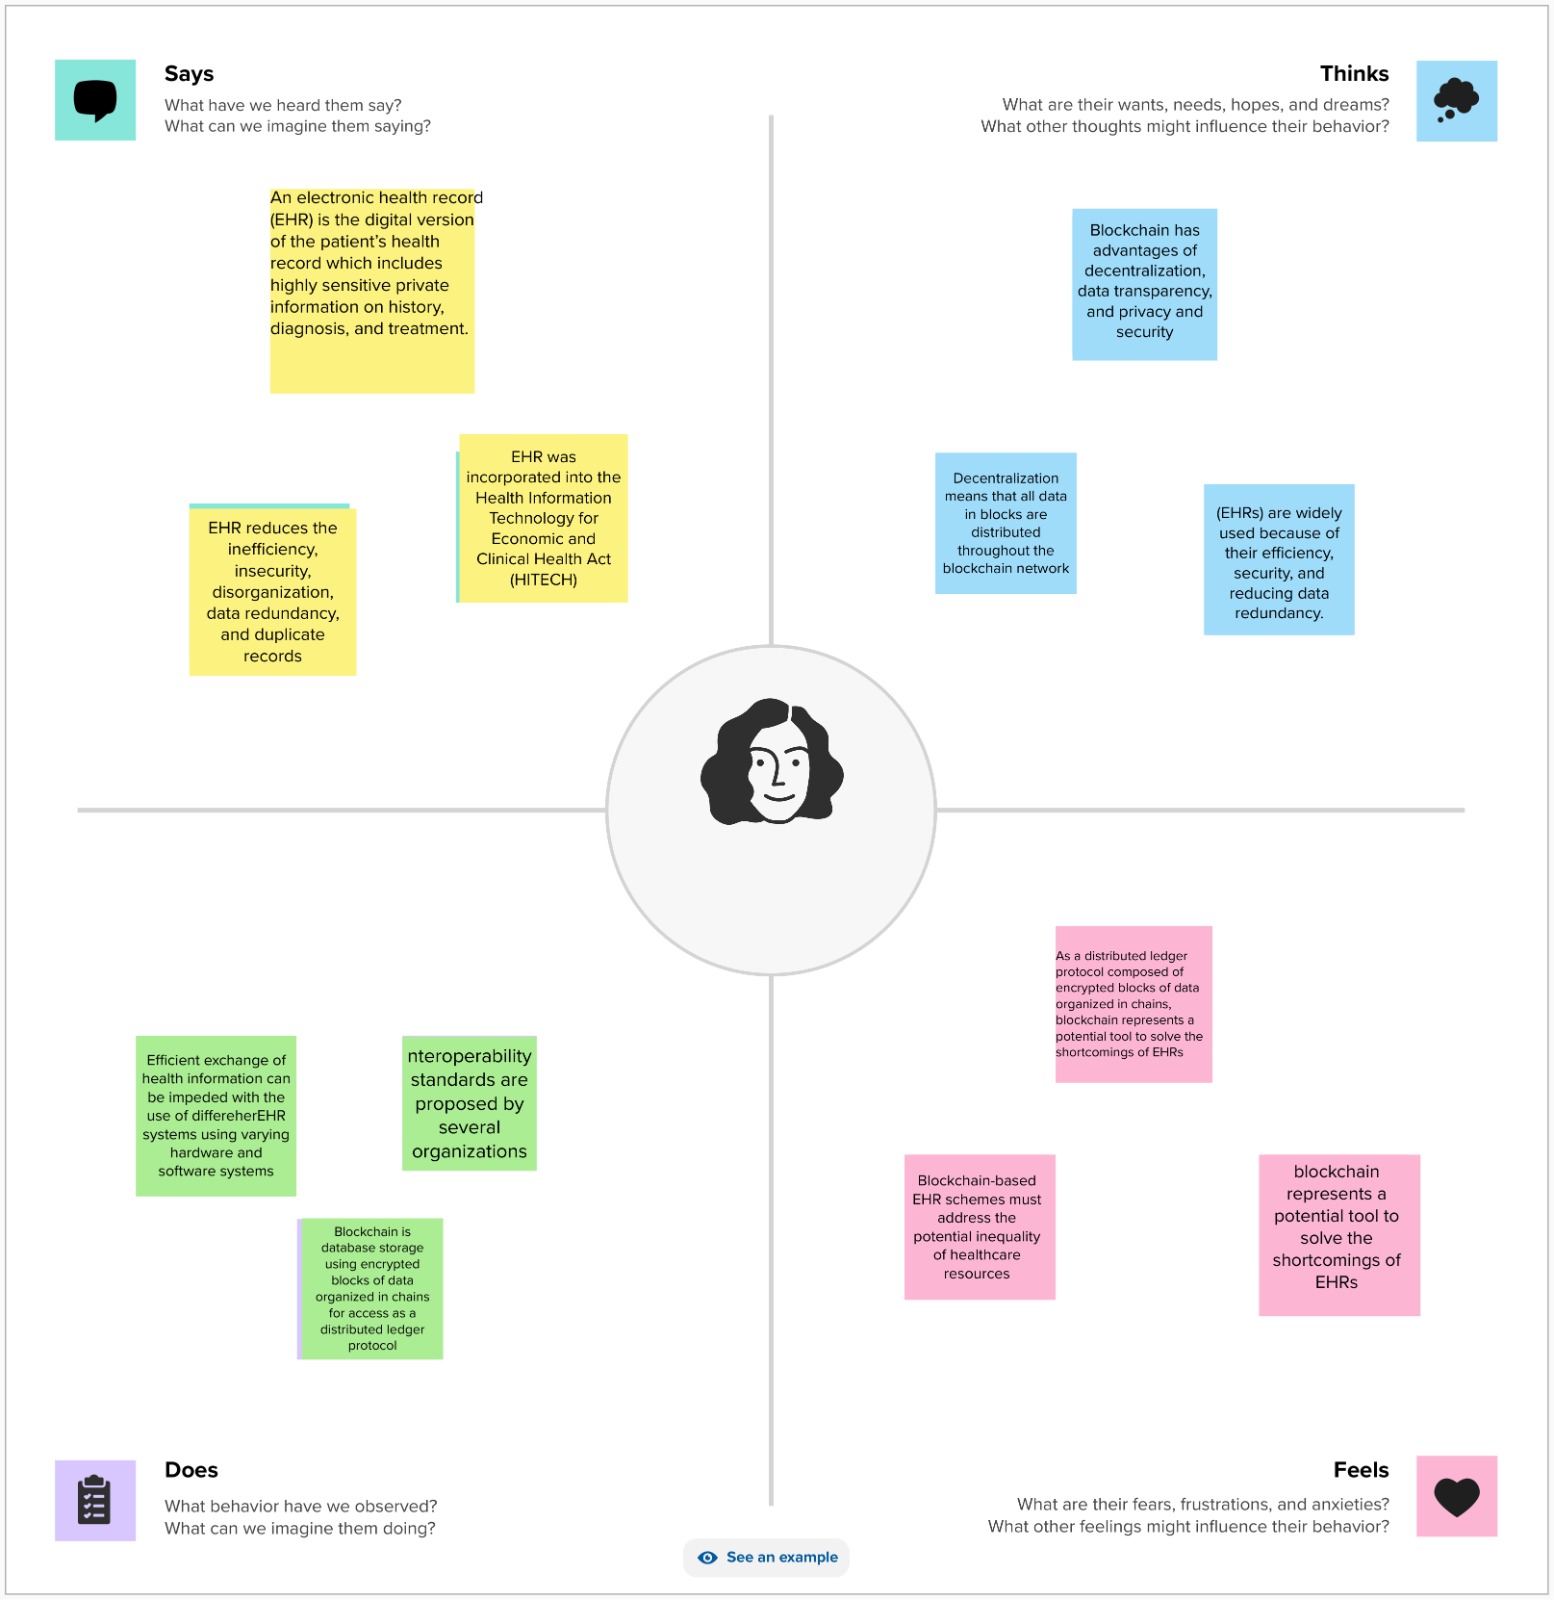 Says
What have we heard them say?
What can we imagine them saying?
Thinks
What are their wants, needs, hopes, and dreams?
What other thoughts might influence their behavior?
An electronic health record
(EHR) is the digital version
of the patient's health
record which includes
highly sensitive private
information on history,
diagnosis, and treatment.
EHR was
incorporated into the
Health Information
Technology for
Economic and
Clinical Health Act
(HITECH)
EHR reduces the
inefficiency,
insecurity,
disorganization,
data redundancy,
and duplicate
records
Blockchain has
advantages of
decentralization,
data transparency,
and privacy and
security
Decentralization
means that all data
in blocks are
distributed
throughout the
blockchain network
(EHRs) are widely
used because of
their efficiency,
security, and
reducing data
redundancy.
Efficient exchange of
health information can
be impeded with the
use of differeherEHR
systems using varying
hardware and
software systems
nteroperability
standards are
proposed by
several
organizations
Blockchain is
database storage
using encrypted
blocks of data
organized in chains
for access as a
distributed ledger
protocol
As a distributed ledger
protocol composed of
encrypted blocks of data
organized in chains,
blockchain represents a
potential tool to solve the
shortcomings of EHRs
Blockchain-based
EHR schemes must
address the
potential inequality
of healthcare
resources
blockchain
represents a
potential tool to
solve the
shortcomings of
EHRs
Does
What behavior have we observed?
What can we imagine them doing?
Feels
What are their fears, frustrations, and anxieties?
What other feelings might influence their behavior?
See an example